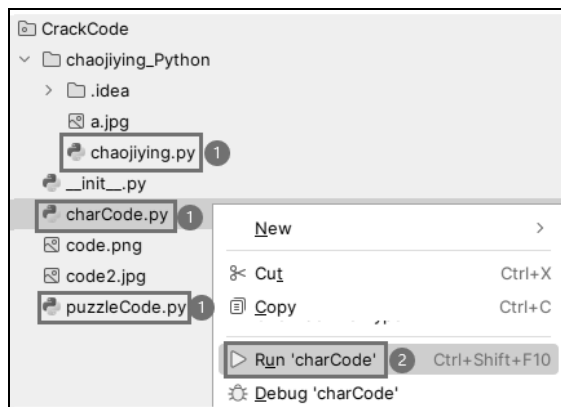 CrackCode
chaojiying_Python
.idea
a.jpg
chaojiying.py 1
__init__.py
charCode.py 1
New
code.png
code2.jpg
Cut Ctrl+X
puzzleCode.py 1
Copy Ctrl+C
Run 'charCode' 2 Ctrl+Shift+F10
Debug 'charCode'